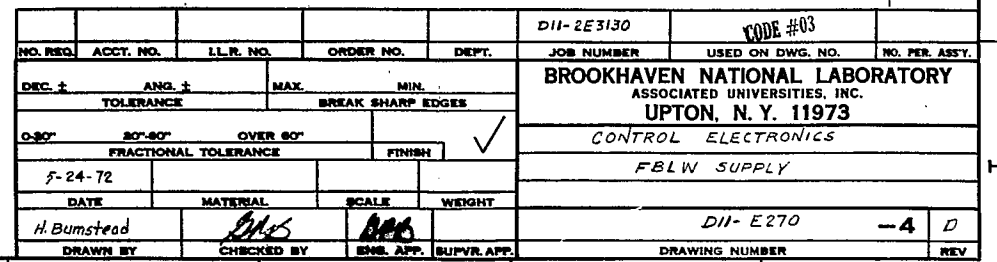 D11-2E3130 CODE #03
NO. REQ. ACCT. NO. I.L.R. NO. ORDER NO. DEPT. JOB NUMBER USED ON DWG. NO. NO. PER. ASS'Y.
DEC. ± ANG. ± MAX. MIN.
TOLERANCE BREAK SHARP EDGES
0-20" 20"-60" OVER 60"
FRACTIONAL TOLERANCE FINISH
5-24-72
DATE MATERIAL SCALE WEIGHT
H. Bumstead
DRAWN BY CHECKED BY ENG. APP. SUPVR. APP.
BROOKHAVEN NATIONAL LABORATORY
ASSOCIATED UNIVERSITIES, INC.
UPTON, N. Y. 11973
CONTROL ELECTRONICS
FBLW SUPPLY
D11- E270 -4 D
DRAWING NUMBER REV
H